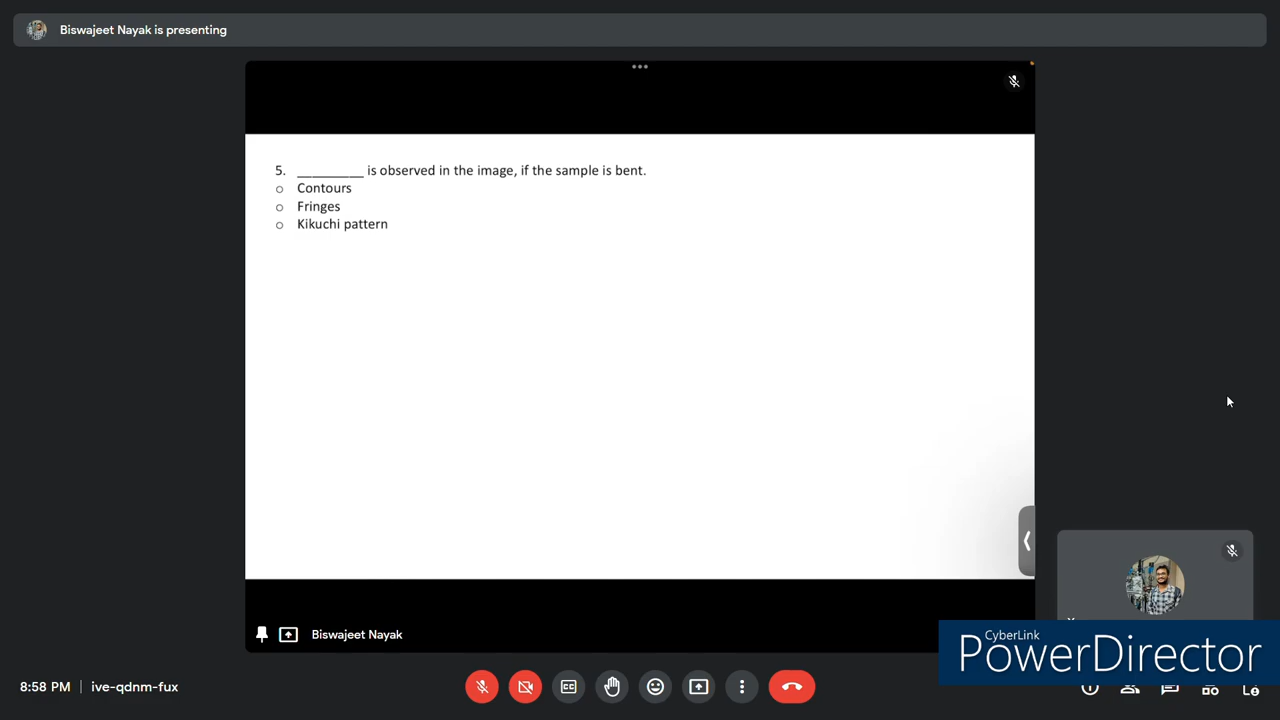 Biswajeet Nayak is presenting
5. _________ is observed in the image, if the sample is bent.
o Contours
o Fringes
o Kikuchi pattern
Biswajeet Nayak
CyberLink
PowerDirector
8:58 PM | ive-qdnm-fux